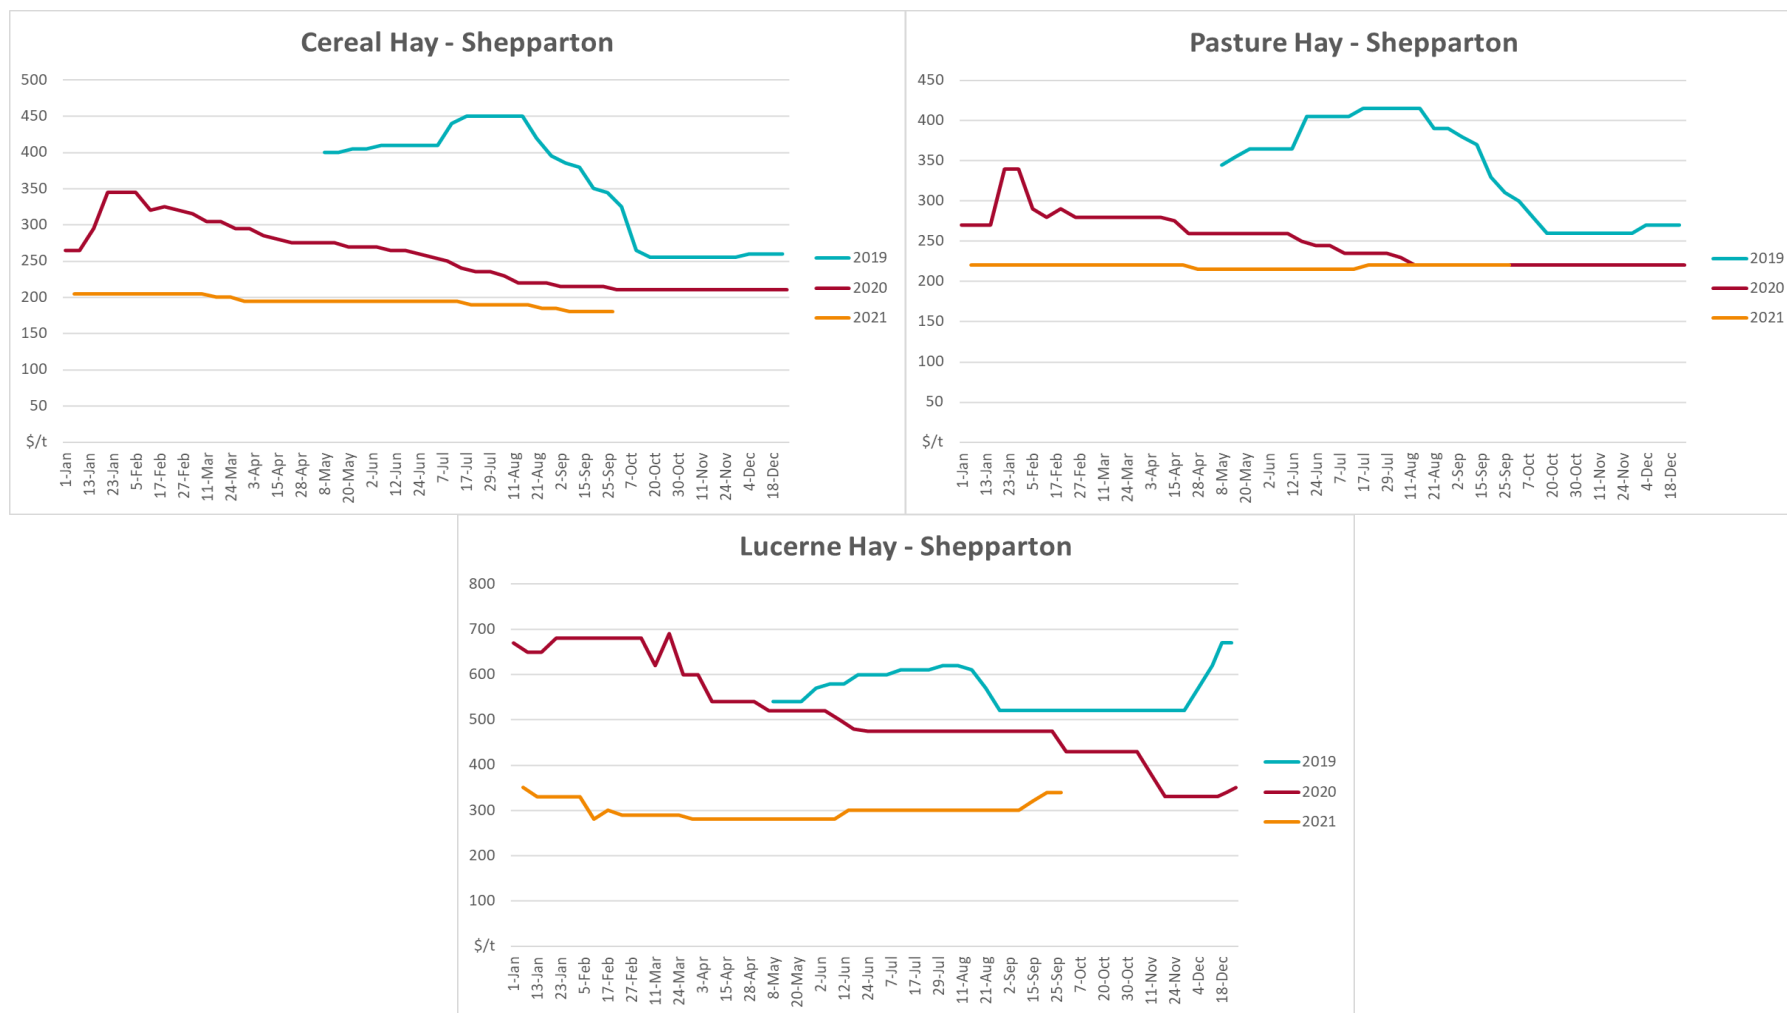 Cereal Hay - Shepparton
500
450
400
350
300
250
200
150
100
50
$/t
1-Jan
13-Jan
23-Jan
5-Feb
17-Feb
27-Feb
11-Mar
24-Mar
3-Apr
15-Apr
28-Apr
8-May
20-May
2-Jun
12-Jun
24-Jun
7-Jul
17-Jul
29-Jul
11-Aug
21-Aug
2-Sep
15-Sep
25-Sep
7-Oct
20-Oct
30-Oct
11-Nov
24-Nov
4-Dec
18-Dec
2019
2020
2021
Pasture Hay - Shepparton
450
400
350
300
250
200
150
100
50
$/t
1-Jan
13-Jan
23-Jan
5-Feb
17-Feb
27-Feb
11-Mar
24-Mar
3-Apr
15-Apr
28-Apr
8-May
20-May
2-Jun
12-Jun
24-Jun
7-Jul
17-Jul
29-Jul
11-Aug
21-Aug
2-Sep
15-Sep
25-Sep
7-Oct
20-Oct
30-Oct
11-Nov
24-Nov
4-Dec
18-Dec
2019
2020
2021
Lucerne Hay - Shepparton
800
700
600
500
400
300
200
100
$/t
1-Jan
13-Jan
23-Jan
5-Feb
17-Feb
27-Feb
11-Mar
24-Mar
3-Apr
15-Apr
28-Apr
8-May
20-May
2-Jun
12-Jun
24-Jun
7-Jul
17-Jul
29-Jul
11-Aug
21-Aug
2-Sep
15-Sep
25-Sep
7-Oct
20-Oct
30-Oct
11-Nov
24-Nov
4-Dec
18-Dec
2019
2020
2021